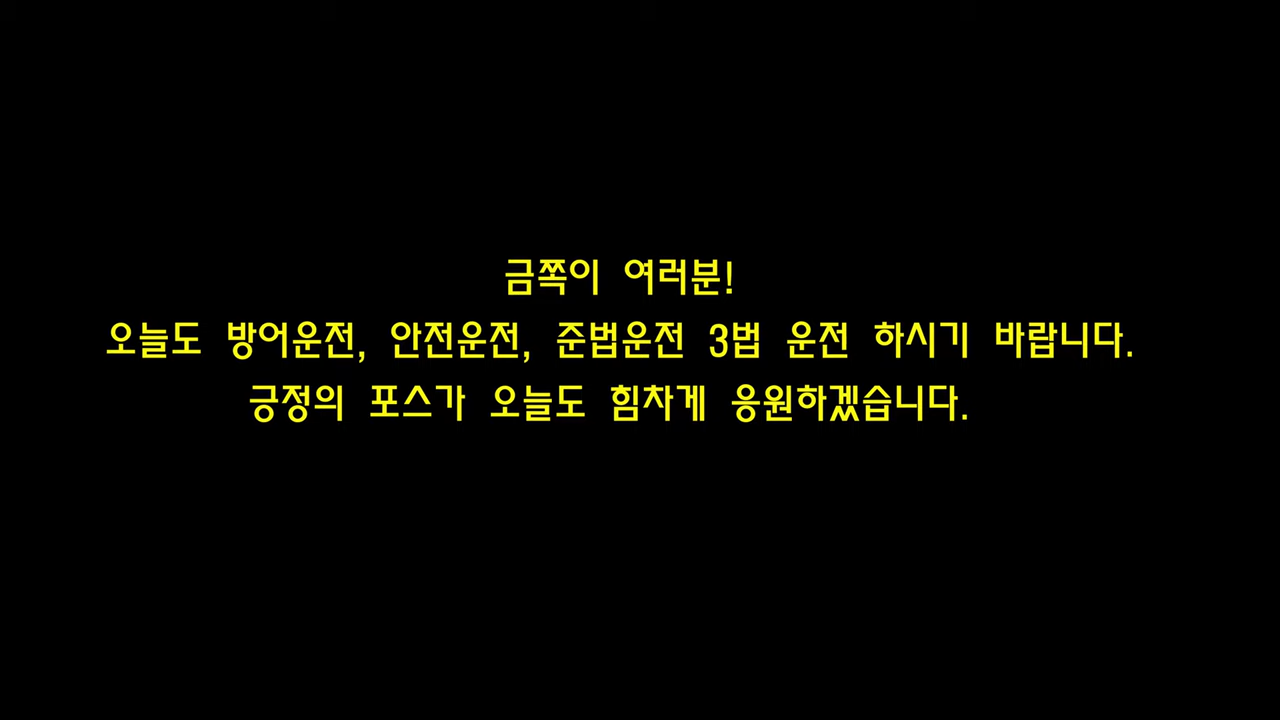 금쪽이 여러분!
오늘도 방어운전, 안전운전, 준법운전 3법 운전 하시기 바랍니다.
긍정의 포스가 오늘도 힘차게 응원하겠습니다.